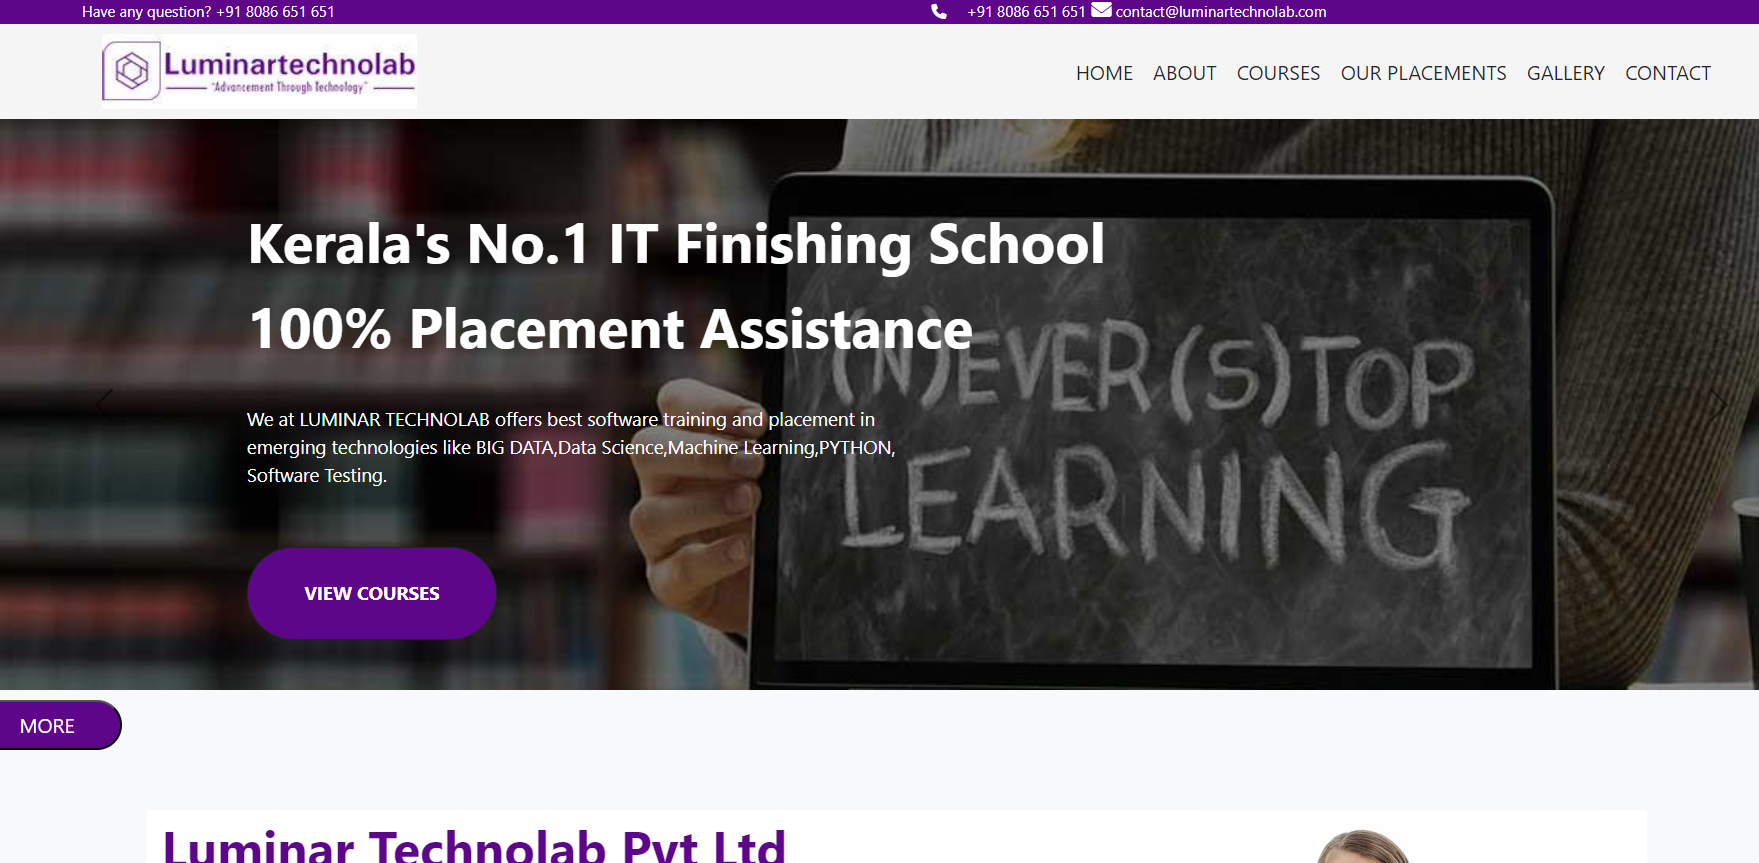 Have any question? +91 8086 651 651
+91 8086 651 651 contact@luminartechnolab.com
Luminartechnolab
"Advancement Through Technology"
HOME ABOUT COURSES OUR PLACEMENTS GALLERY CONTACT
Kerala's No.1 IT Finishing School
100% Placement Assistance
We at LUMINAR TECHNOLAB offers best software training and placement in
emerging technologies like BIG DATA,Data Science,Machine Learning,PYTHON,
Software Testing.
VIEW COURSES
(N)EVER (S)TOP
LEARNING
MORE
Luminar Technolab Pvt Ltd